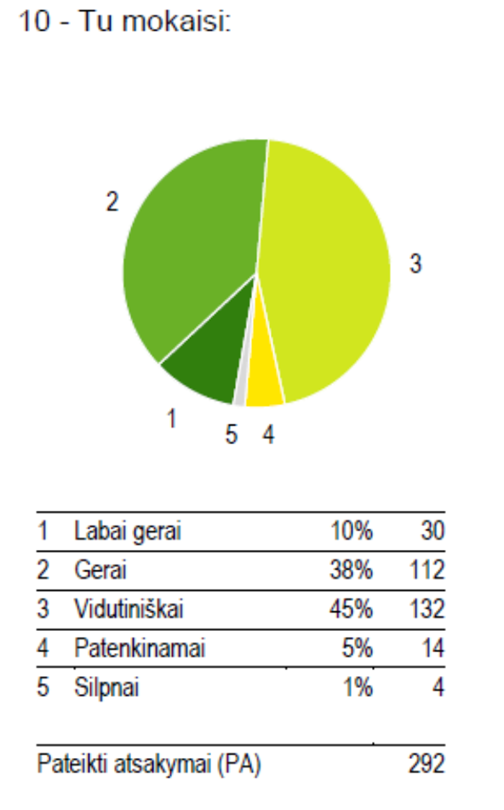 10 - Tu mokaisi:
2
3
1
5 4
1 Labai gerai 10% 30
2 Gerai 38% 112
3 Vidutiniškai 45% 132
4 Patenkinamai 5% 14
5 Silpnai 1% 4
Pateikti atsakymai (PA) 292